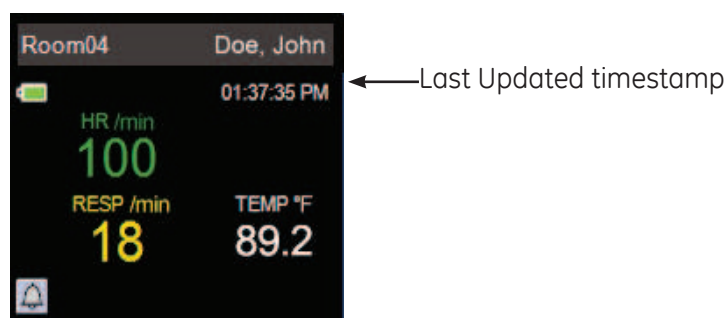 Room04 Doe, John
01:37:35 PM
Last Updated timestamp
HR /min
100
RESP /min TEMP °F
18 89.2